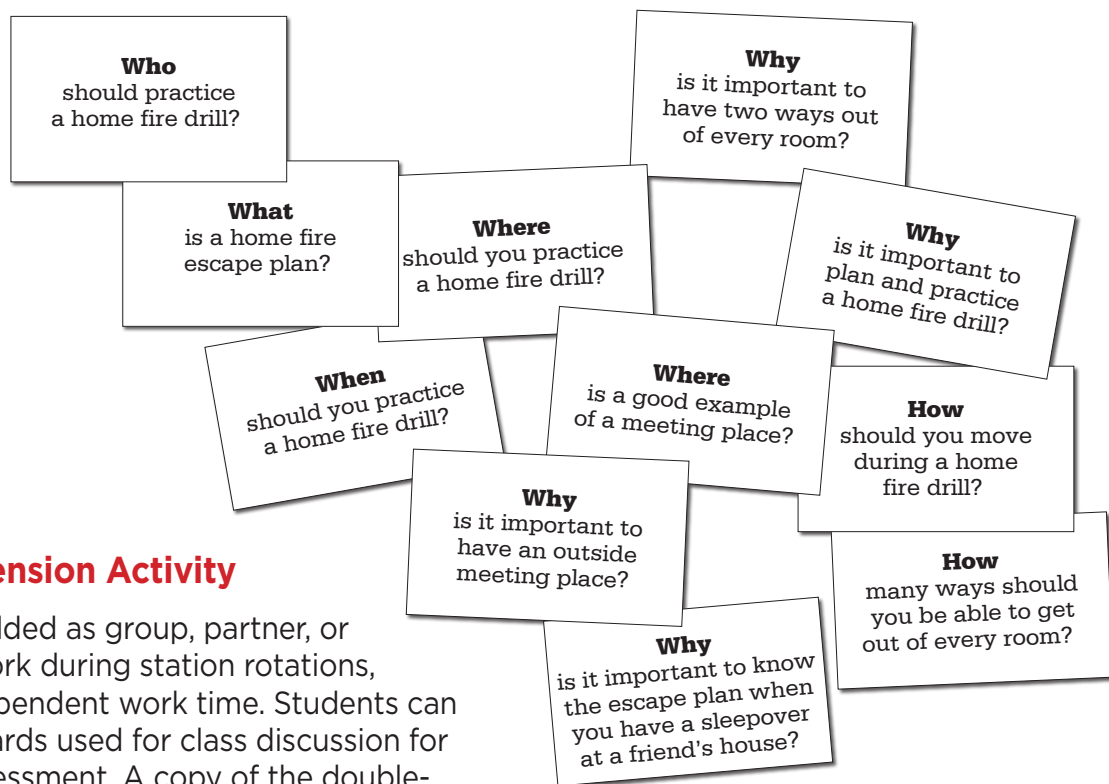 Who
should practice
a home fire drill?
Why
is it important to
have two ways out
of every room?
What
is a home fire
escape plan?
Where
should you practice
a home fire drill?
Why
is it important to
plan and practice
a home fire drill?
When
should you practice
a home fire drill?
Where
is a good example
of a meeting place?
How
should you move
during a home
fire drill?
Why
is it important to
have an outside
meeting place?
How
many ways should
you be able to get
out of every room?
Why
is it important to know
the escape plan when
you have a sleepover
at a friend's house?
Activity
as group, partner, or
during station rotations,
work time. Students can
used for class discussion for
A copy of the double-